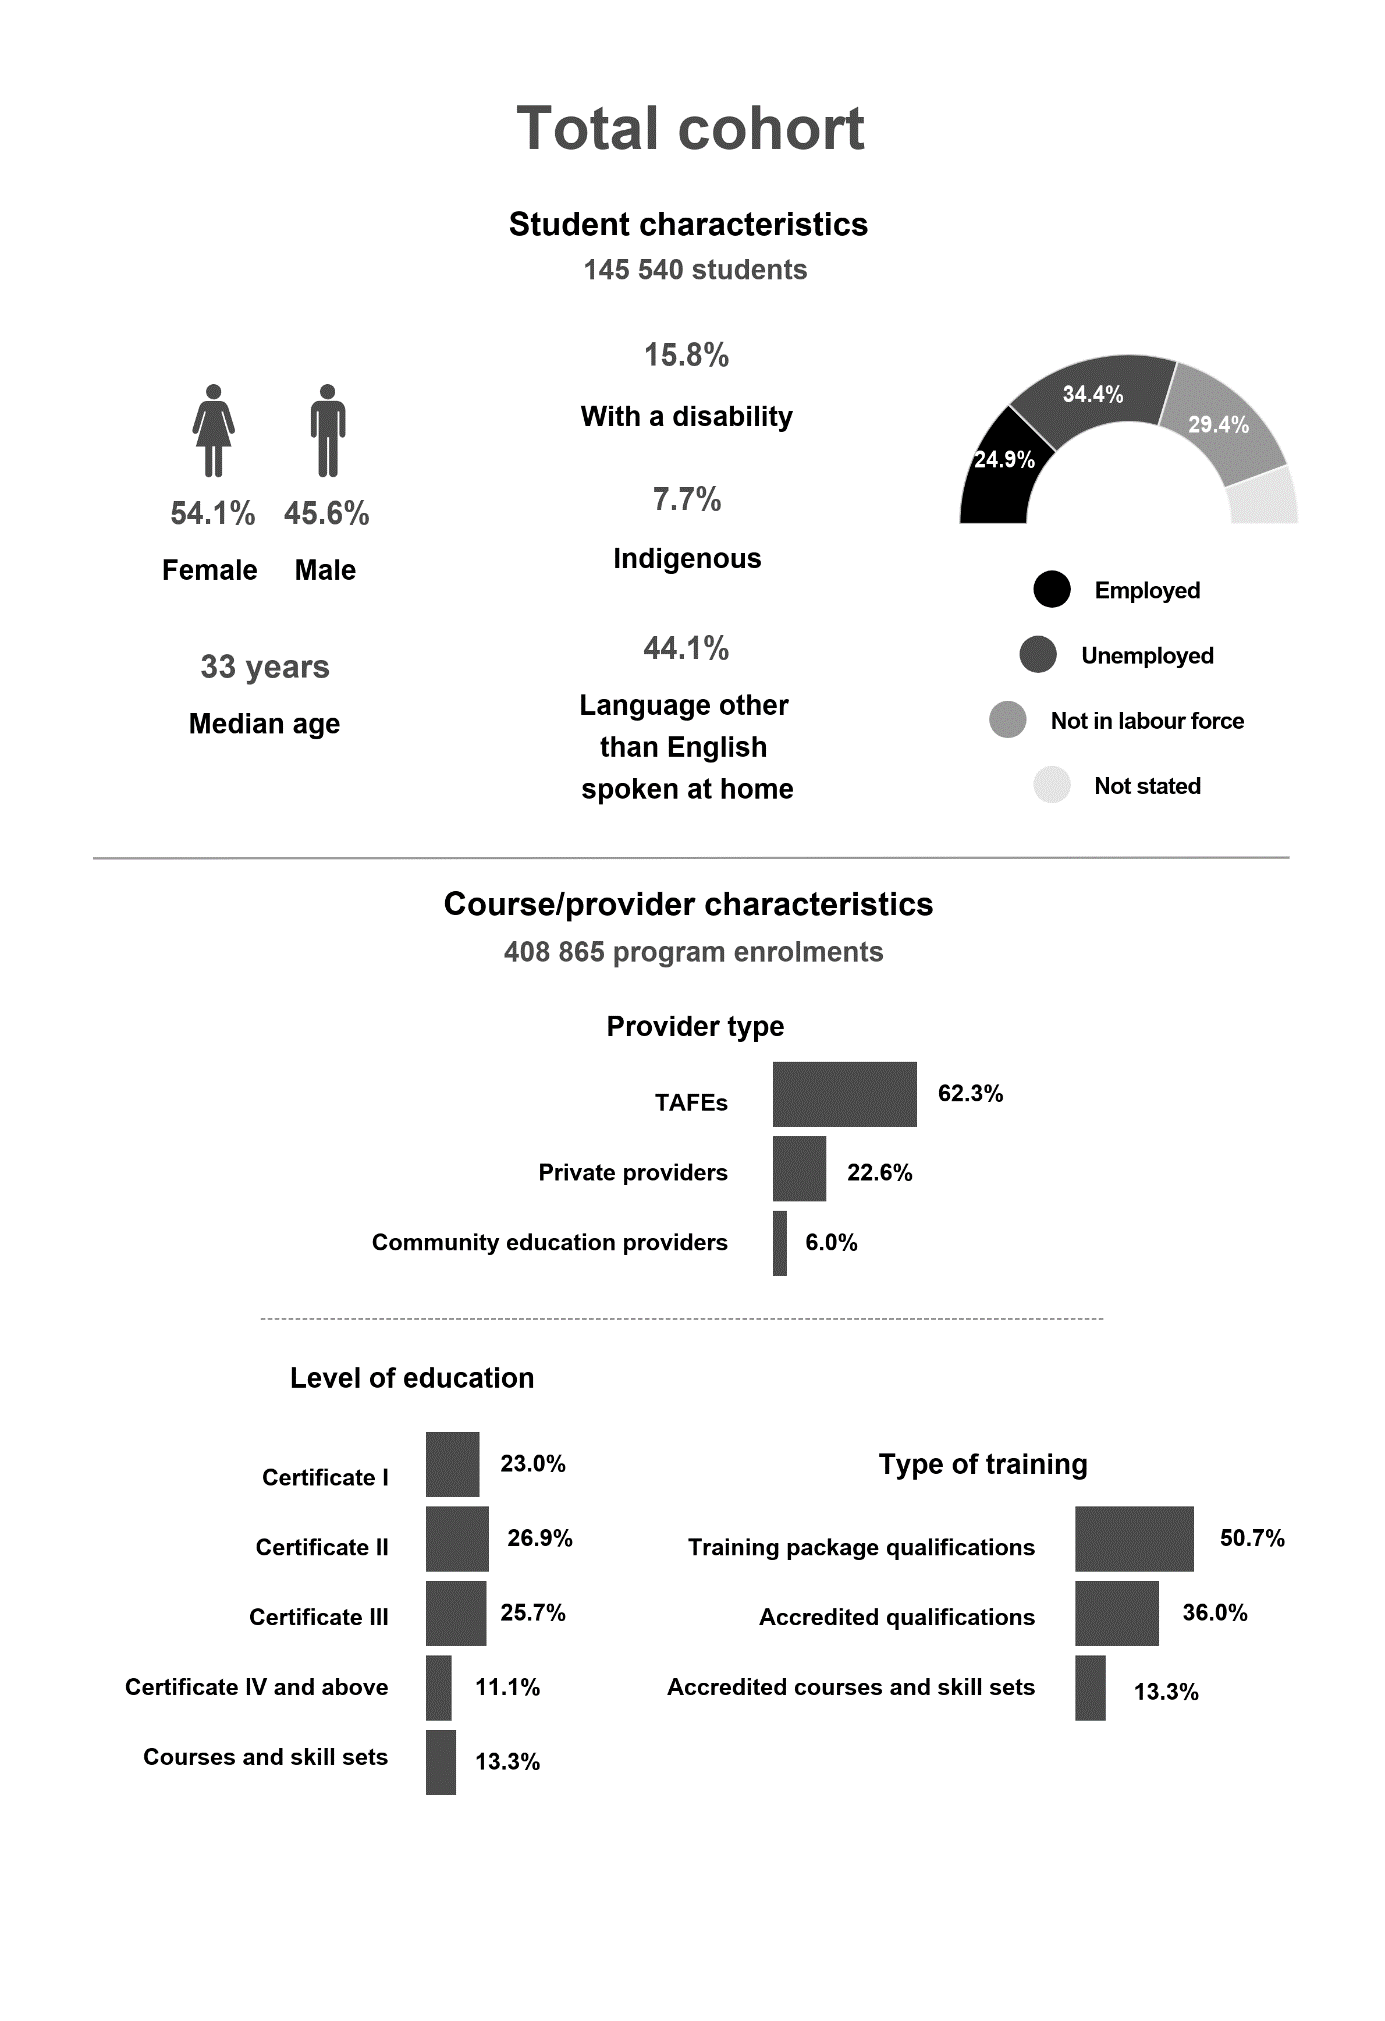 Total cohort
Student characteristics
145 540 students
54.1%
45.6%
Female
Male
33 years
Median age
15.8%
With a disability
7.7%
Indigenous
44.1%
Language other
than English
spoken at home
24.9%
34.4%
29.4%
Employed
Unemployed
Not in labour force
Not stated
Course/provider characteristics
408 865 program enrolments
Provider type
TAFEs
62.3%
Private providers
22.6%
Community education providers
6.0%
Level of education
Certificate I
23.0%
Certificate II
26.9%
Certificate III
25.7%
Certificate IV and above
11.1%
Courses and skill sets
13.3%
Type of training
Training package qualifications
50.7%
Accredited qualifications
36.0%
Accredited courses and skill sets
13.3%